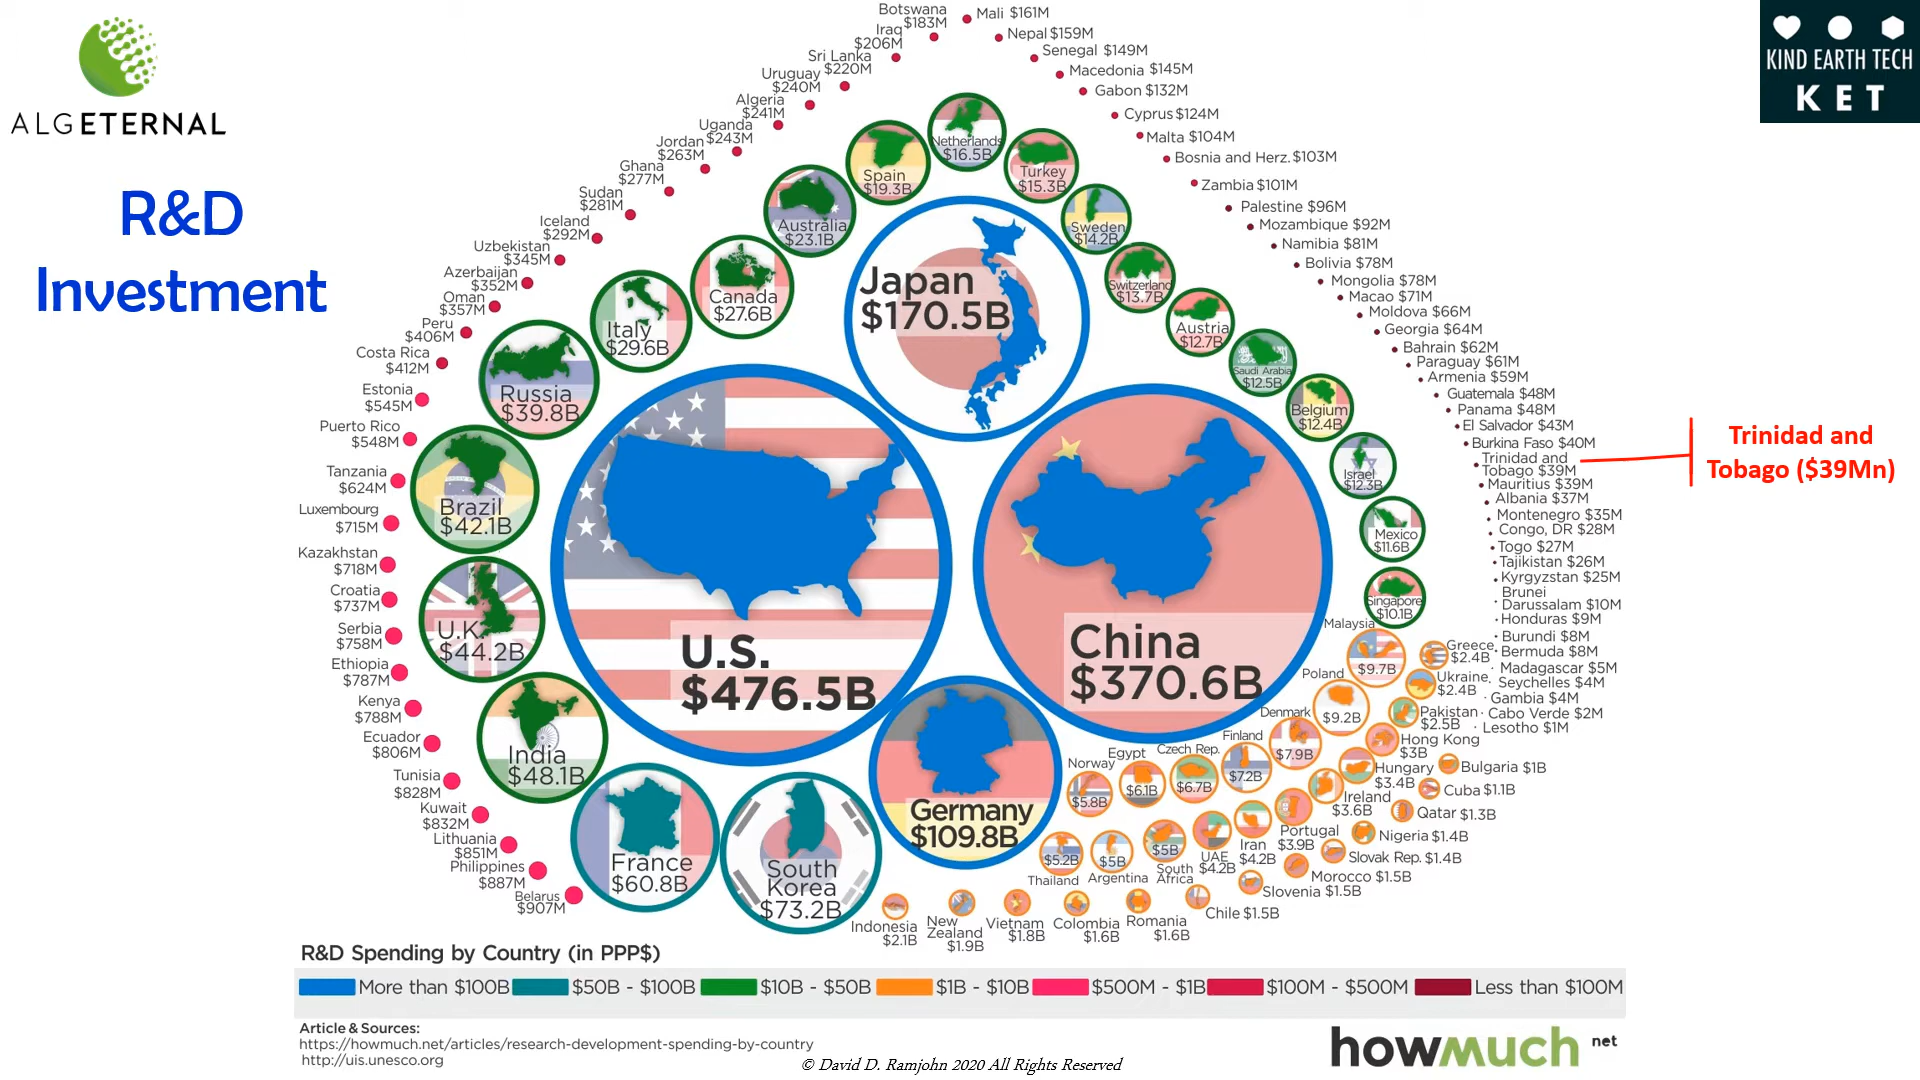 ALGETERNAL
R&D
Investment
KIND EARTH TECH
KET
Botswana
$183M
Iraq
$206M
Sri Lanka
$220M
Uruguay
$240M
Algeria
$241M
Uganda
$243M
Jordan
$263M
Ghana
$277M
Sudan
$281M
Iceland
$292M
Uzbekistan
$345M
Azerbaijan
$352M
Oman
$357M
Peru
$406M
Costa Rica
$412M
Estonia
$545M
Puerto Rico
$548M
Tanzania
$624M
Luxembourg
$715M
Kazakhstan
$718M
Croatia
$737M
Serbia
$758M
Ethiopia
$787M
Kenya
$788M
Ecuador
$806M
Tunisia
$828M
Kuwait
$832M
Lithuania
$851M
Philippines
$887M
Belarus
$907M
Mali $161M
Nepal $159M
Senegal $149M
Macedonia $145M
Gabon $132M
Cyprus $124M
Malta $104M
Bosnia and Herz. $103M
Zambia $101M
Palestine $96M
Mozambique $92M
Namibia $81M
Bolivia $78M
Mongolia $78M
Macao $71M
Moldova $66M
Georgia $64M
Bahrain $62M
Paraguay $61M
Armenia $59M
Guatemala $48M
Panama $48M
El Salvador $43M
Burkina Faso $40M
Trinidad and
Tobago $39M
Mauritius $39M
Albania $37M
Montenegro $35M
Congo, DR $28M
Togo $27M
Tajikistan $26M
Kyrgyzstan $25M
Brunei
Darussalam $10M
Honduras $9M
Burundi $8M
Bermuda $8M
Madagascar $5M
Seychelles $4M
Gambia $4M
Cabo Verde $2M
Lesotho $1M
Trinidad and
Tobago ($39Mn)
Netherlands
$16.5B
Spain
$19.3B
Turkey
$15.3B
Australia
$23.1B
Sweden
$14.2B
Canada
$27.6B
Switzerland
$13.7B
Italy
$29.6B
Austria
$12.7B
Russia
$39.8B
Saudi Arabia
$12.5B
Brazil
$42.1B
Belgium
$12.4B
U.K.
$44.2B
Israel
$12.3B
India
$48.1B
Mexico
$11.6B
Singapore
$10.1B
Japan
$170.5B
U.S.
$476.5B
China
$370.6B
Germany
$109.8B
France
$60.8B
South
Korea
$73.2B
Malaysia
$9.7B
Poland
$9.2B
Denmark
$7.9B
Finland
$7.2B
Czech Rep.
$6.7B
Egypt
$6.1B
Norway
$5.8B
Greece
$2.4B
Ukraine
$2.4B
Pakistan
$2.5B
Hong Kong
$3B
Hungary
$3.4B
Ireland
$3.6B
Portugal
$3.9B
Iran
$4.2B
UAE
$4.2B
$5B
South
Africa
$5B
Argentina
$5.2B
Thailand
Bulgaria $1B
Cuba $1.1B
Qatar $1.3B
Nigeria $1.4B
Slovak Rep. $1.4B
Morocco $1.5B
Slovenia $1.5B
Chile $1.5B
Romania
$1.6B
Colombia
$1.6B
Vietnam
$1.8B
New
Zealand
$1.9B
Indonesia
$2.1B
R&D Spending by Country (in PPP$)
More than $100B $50B - $100B $10B - $50B $1B - $10B $500M - $1B $100M - $500M Less than $100M
Article & Sources:
https://howmuch.net/articles/research-development-spending-by-country
http://uis.unesco.org
© David D. Ramjohn 2020 All Rights Reserved
howmuch net